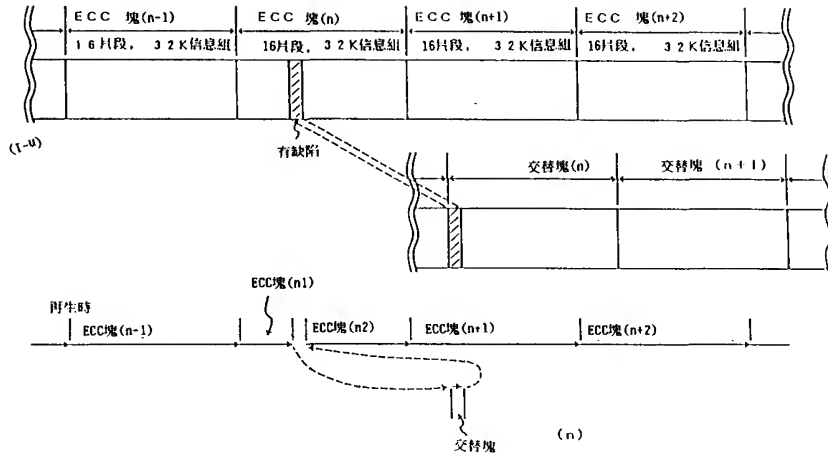 ECC 塊(n-1)
ECC 塊(n)
ECC 塊(n+1)
ECC 塊(n+2)
16片段, 32K信息組
16片段, 32K信息組
16片段, 32K信息組
16片段, 32K信息組
(I-U)
有缺陷
交替塊(n)
交替塊 (n+1)
再生時
ECC塊(n1)
ECC塊(n-1)
ECC塊(n2)
ECC塊(n+1)
ECC塊(n+2)
交替塊
(n)